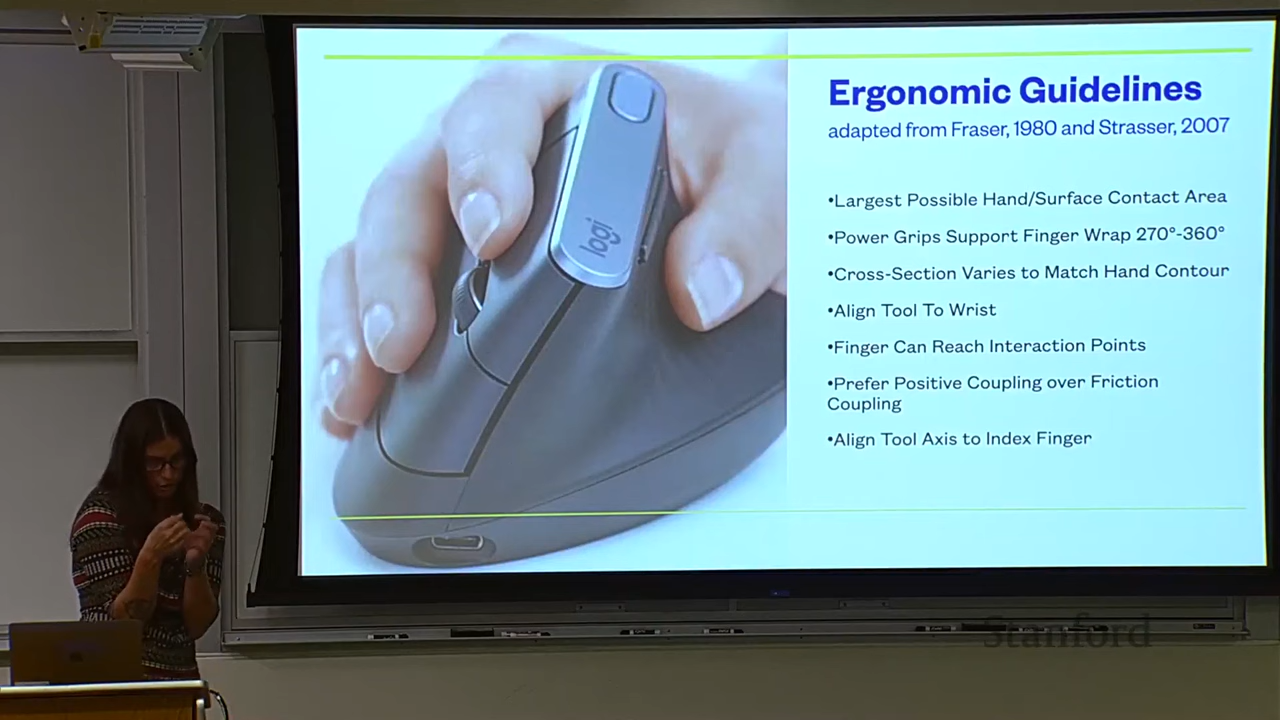 Ergonomic Guidelines
adapted from Fraser, 1980 and Strasser, 2007
•Largest Possible Hand/Surface Contact Area
•Power Grips Support Finger Wrap 270°-360°
•Cross-Section Varies to Match Hand Contour
•Align Tool To Wrist
•Finger Can Reach Interaction Points
•Prefer Positive Coupling over Friction
Coupling
•Align Tool Axis to Index Finger
logi
Stanford